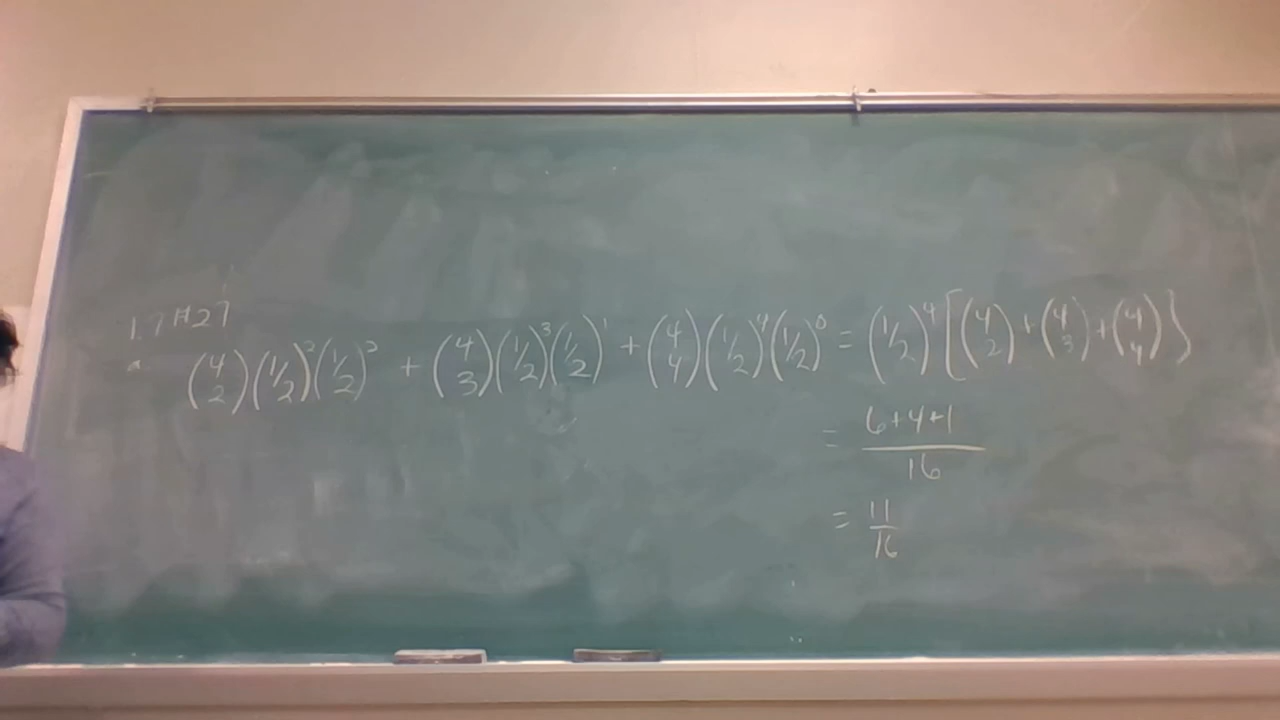 1.7 #27
(4 2)(1/2)^2(1/2)^2 + (4 3)(1/2)^3(1/2)^1 + (4 4)(1/2)^4(1/2)^0 = (1/2)^4[(4 2)+(4 3)+(4 4)}
= 6+4+1 / 16
= 11/16